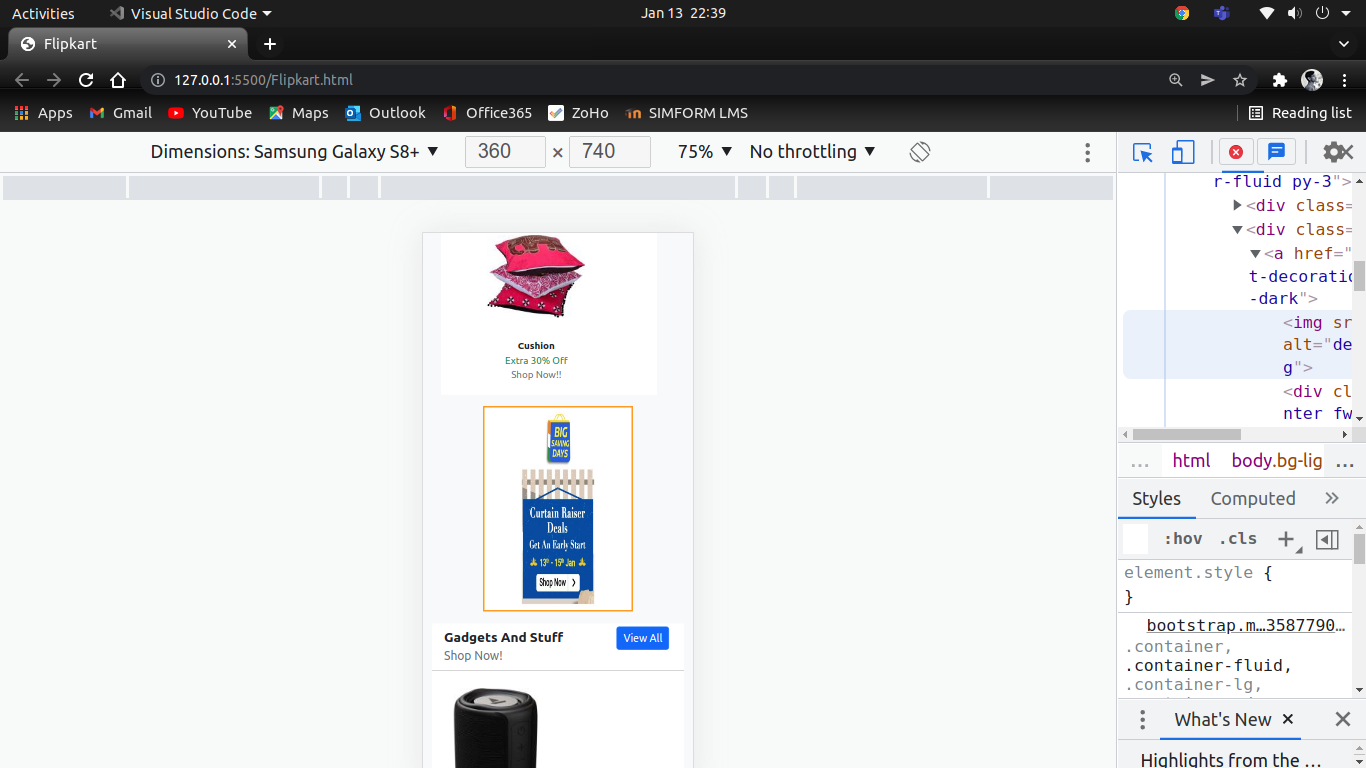 Activities Visual Studio Code Jan 13 22:39
Flipkart
127.0.0.1:5500/Flipkart.html
Apps Gmail YouTube Maps Outlook Office365 ZoHo SIMFORM LMS Reading list
Dimensions: Samsung Galaxy S8+ 360 × 740 75% No throttling
Cushion
Extra 30% Off
Shop Now!!
BIG
SAVING
DAYS
Curtain Raiser
Deals
Get An Early Start
13th - 15th Jan
Shop Now
Gadgets And Stuff
View All
Shop Now!
r-fluid py-3">
<div class=
<div class=
<a href="
t-decoratio
-dark">
<img sr
alt="de
g">
<div cl
nter fw
... html body.bg-lig ...
Styles Computed »
:hov .cls +
element.style {
}
bootstrap.m…3587790…
.container,
.container-fluid,
.container-lg,
What's New
Highlights from the …